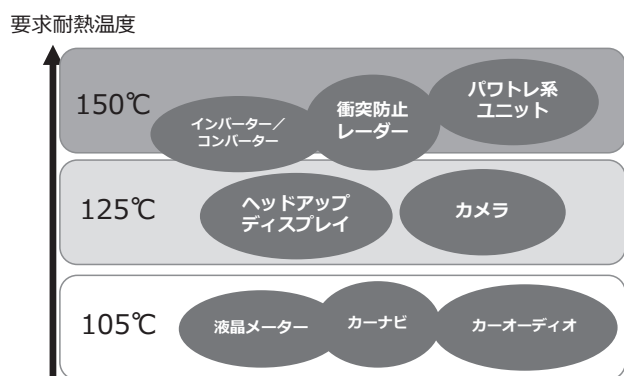 要求耐熱温度
150℃
インバーター／
コンバーター
衝突防止
レーダー
パワトレ系
ユニット
125℃
ヘッドアップ
ディスプレイ
カメラ
105℃
液晶メーター
カーナビ
カーオーディオ